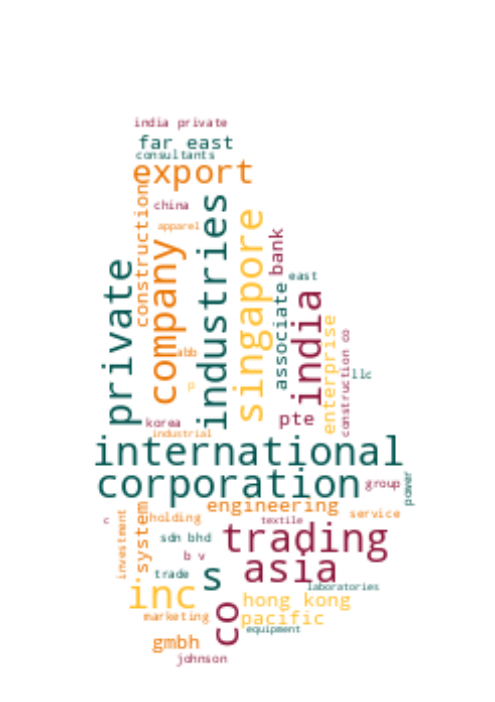 india private
far east
consultants
export
construction
china
apparel
company
industries
singapore
bank
private
east
associate
india
enterprise
construction co
abb
llc
p
korea
industrial
pte
international
corporation
group
power
engineering
system
investment
c
holding
service
textile
trading
sdn bhd
b v
asia
trade
s
laboratories
inc
hong kong
co
marketing
pacific
equipment
gmbh
johnson